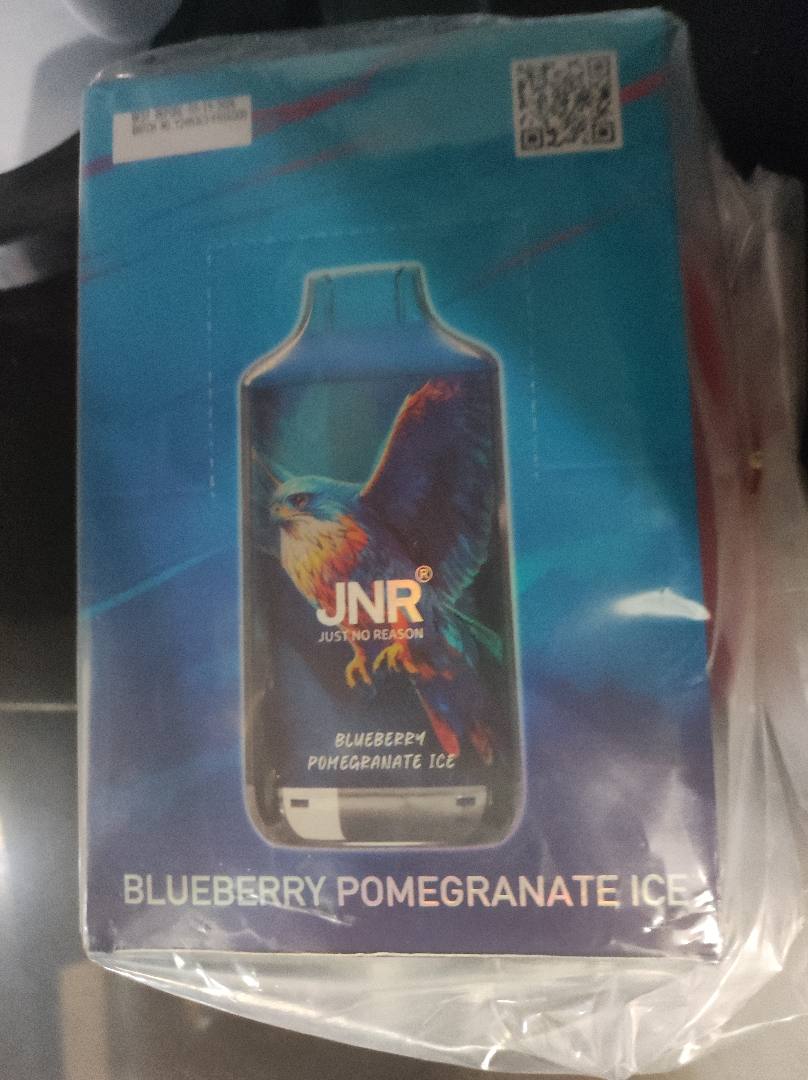 JNR®
JUST NO REASON
BLUEBERRY
POMEGRANATE ICE
BLUEBERRY POMEGRANATE ICE